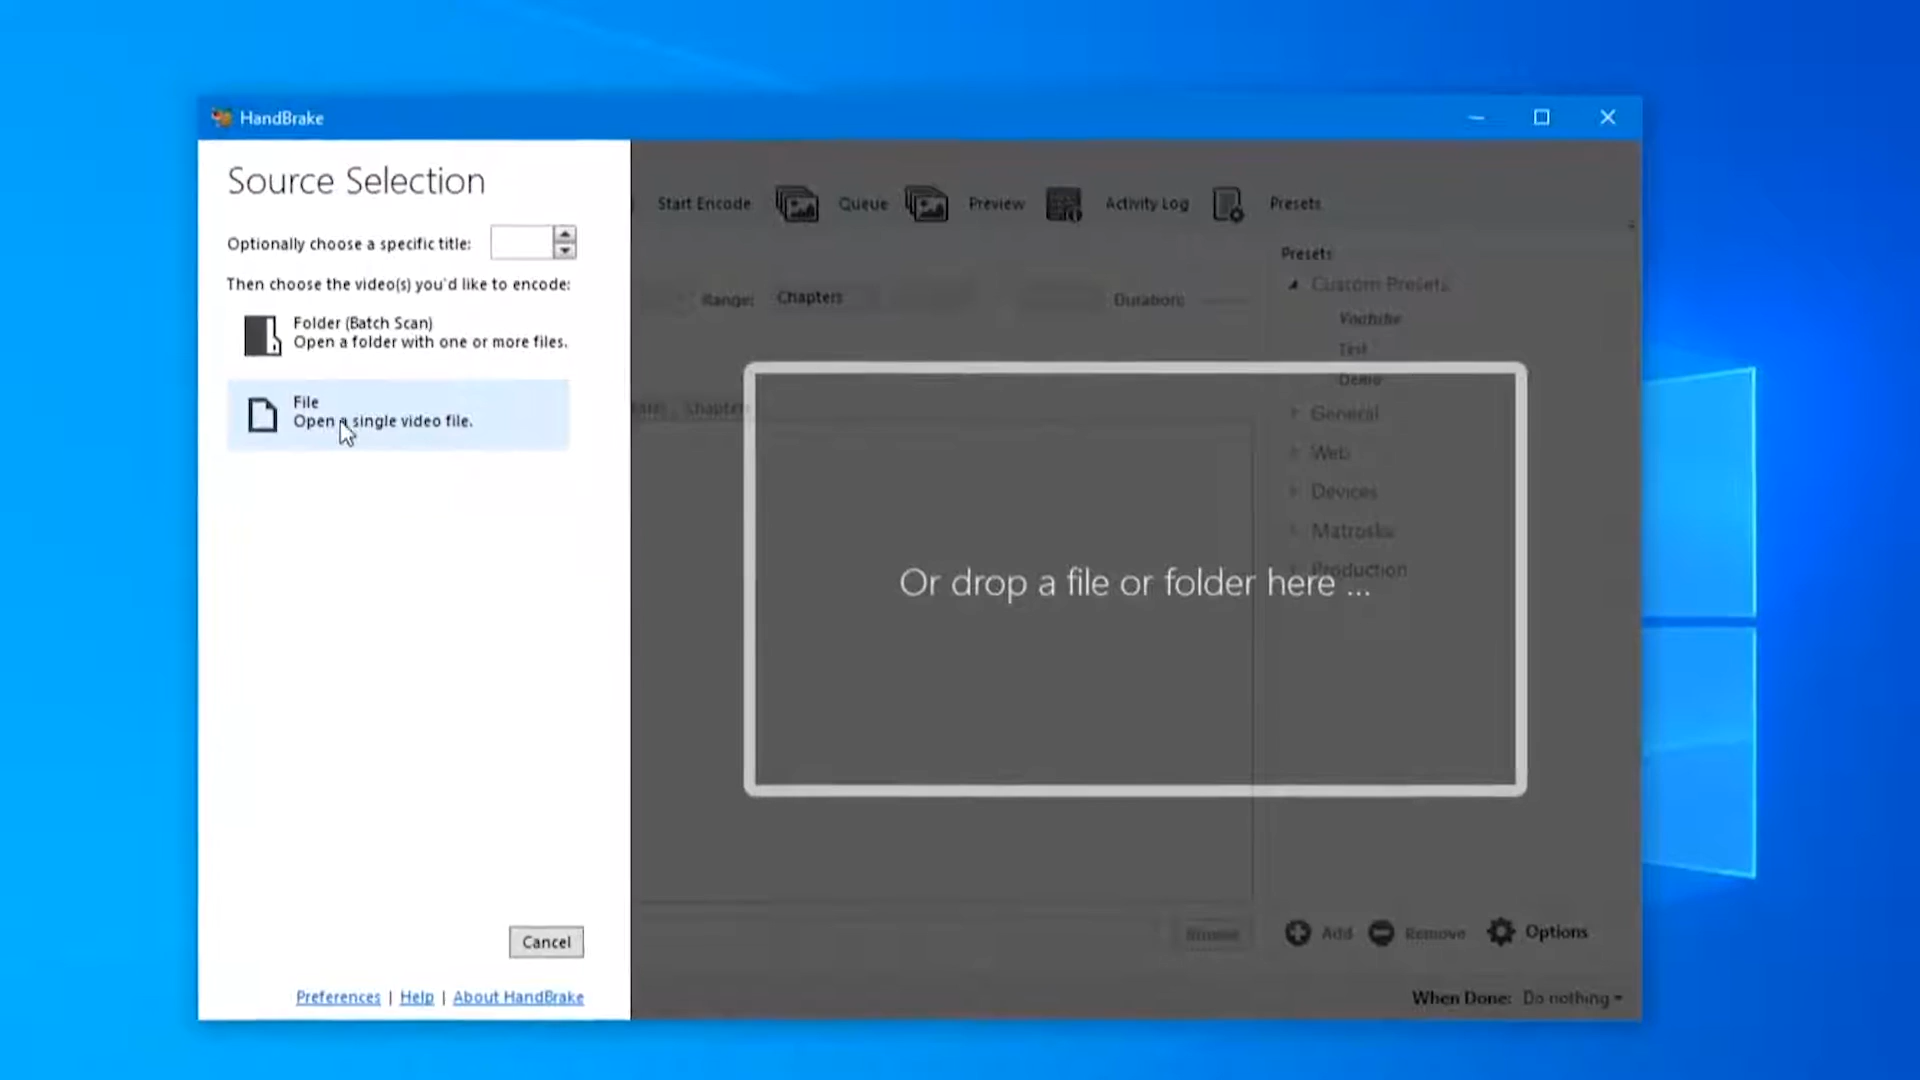 HandBrake
Source Selection
Optionally choose a specific title:
Then choose the video(s) you'd like to encode:
Folder (Batch Scan)
Open a folder with one or more files.
File
Open a single video file.
Cancel
Preferences | Help | About HandBrake
Start Encode
Queue
Preview
Activity Log
Presets
Range:
Chapters
Duration:
Chapters
Or drop a file or folder here ...
Presets
Custom Presets
Youtube
Test
Demo
General
Web
Devices
Matroska
Production
Browse
Add
Remove
Options
When Done: Do nothing